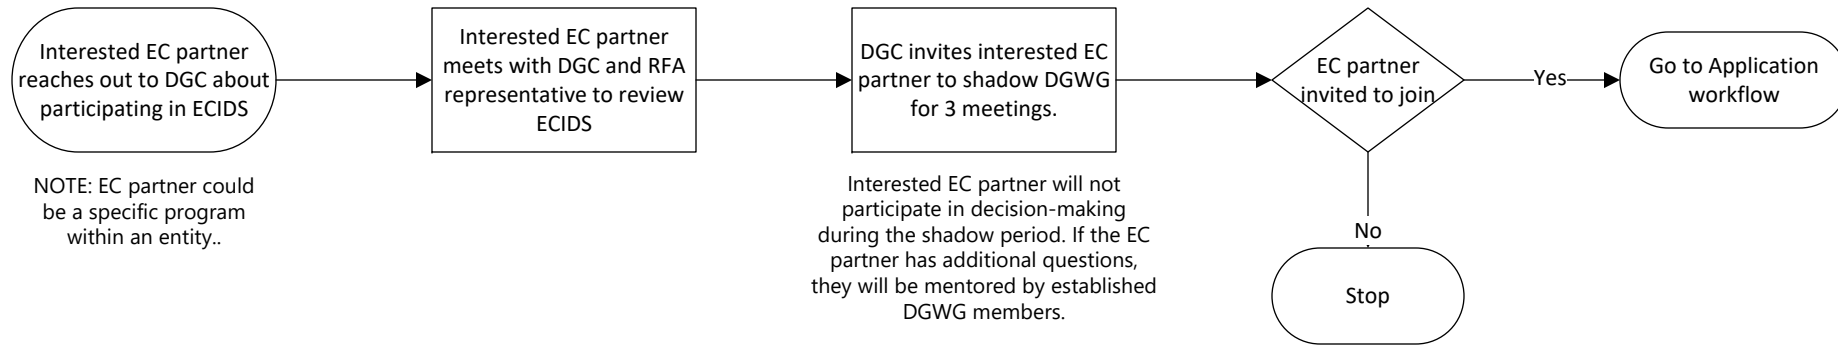 Interested EC partner
reaches out to DGC about
participating in ECIDS
NOTE: EC partner could
be a specific program
within an entity..
Interested EC partner
meets with DGC and RFA
representative to review
ECIDS
DGC invites interested EC
partner to shadow DGWG
for 3 meetings.
Interested EC partner will not
participate in decision-making
during the shadow period. If the EC
partner has additional questions,
they will be mentored by established
DGWG members.
EC partner
invited to join
Yes
Go to Application
workflow
No
Stop